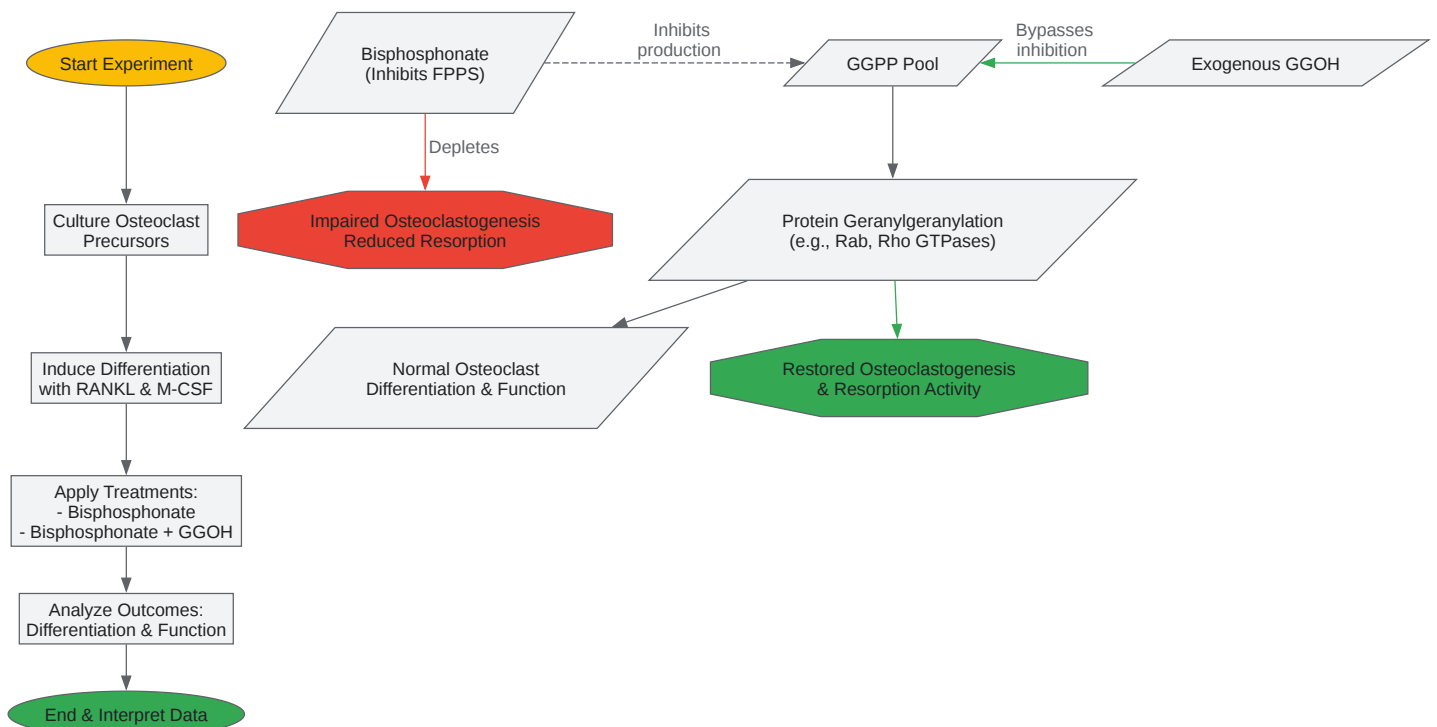 Start Experiment
Culture Osteoclast
Precursors
Induce Differentiation
with RANKL & M-CSF
Apply Treatments:
- Bisphosphonate
- Bisphosphonate + GGOH
Analyze Outcomes:
Differentiation & Function
End & Interpret Data
Bisphosphonate
(Inhibits FPPS)
Inhibits
production
GGPP Pool
Bypasses
inhibition
Exogenous GGOH
Depletes
Impaired Osteoclastogenesis
Reduced Resorption
Protein Geranylgeranylation
(e.g., Rab, Rho GTPases)
Normal Osteoclast
Differentiation & Function
Restored Osteoclastogenesis
& Resorption Activity